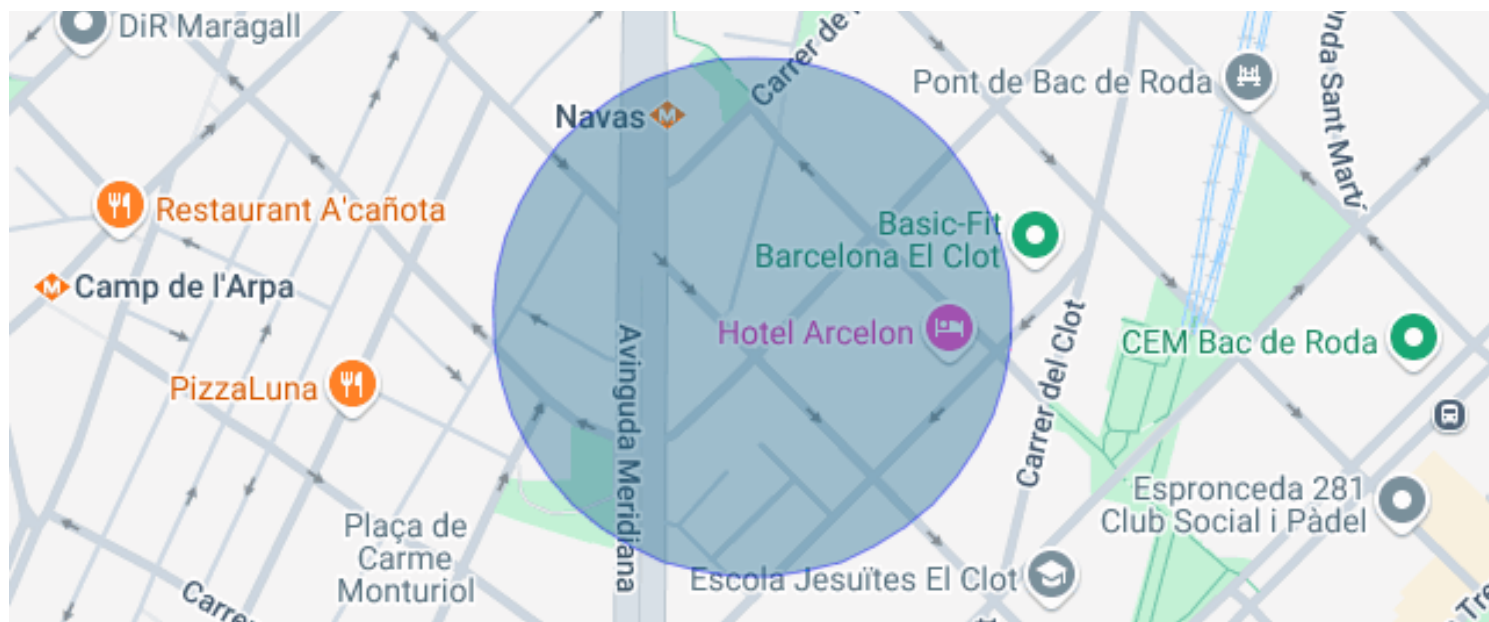 DiR Maragall
Carrer de
Pont de Bac de Roda
nda Sant Martí
Navas
Restaurant A'cañota
Basic-Fit
Barcelona El Clot
Camp de l'Arpa
Hotel Arcelon
CEM Bac de Roda
PizzaLuna
Avinguda Meridiana
Carrer del Clot
Plaça de
Carme
Monturiol
Espronceda 281
Club Social i Pàdel
Escola Jesuïtes El Clot
Carrer
Tre